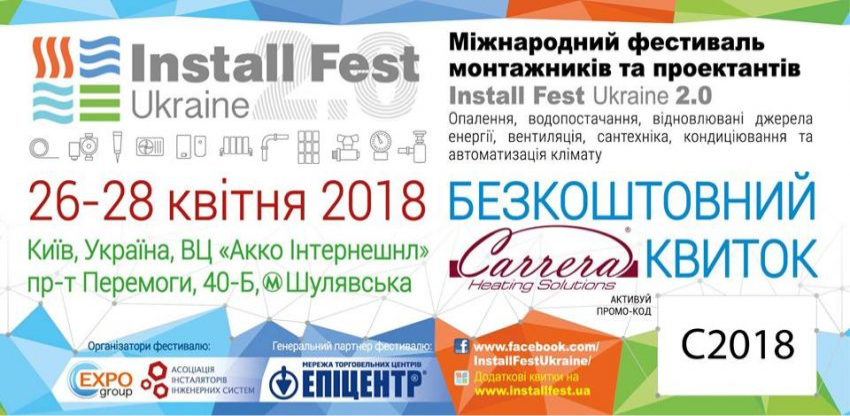 Install Fest
Ukraine 2.0
26-28 квітня 2018
Київ, Україна, ВЦ «Акко Інтернешнл»
пр-т Перемоги, 40-Б, М Шулявська
Організатори фестивалю:
EXPO
group
АСОЦІАЦІЯ
ІНСТАЛЯТОРІВ
ІНЖЕНЕРНИХ СИСТЕМ
Генеральний партнер фестивалю:
МЕРЕЖА ТОРГОВЕЛЬНИХ ЦЕНТРІВ
ЕПІЦЕНТР®
Міжнародний фестиваль
монтажників та проектантів
Install Fest Ukraine 2.0
Опалення, водопостачання, відновлювані джерела
енергії, вентиляція, сантехніка, кондиціювання та
автоматизація клімату
БЕЗКОШТОВНИЙ
КВИТОК
Carrera®
Heating Solutions
АКТИВУЙ
ПРОМО-КОД
C2018
www.facebook.com/
InstallFestUkraine/
Додаткові квитки на
www.installfest.ua